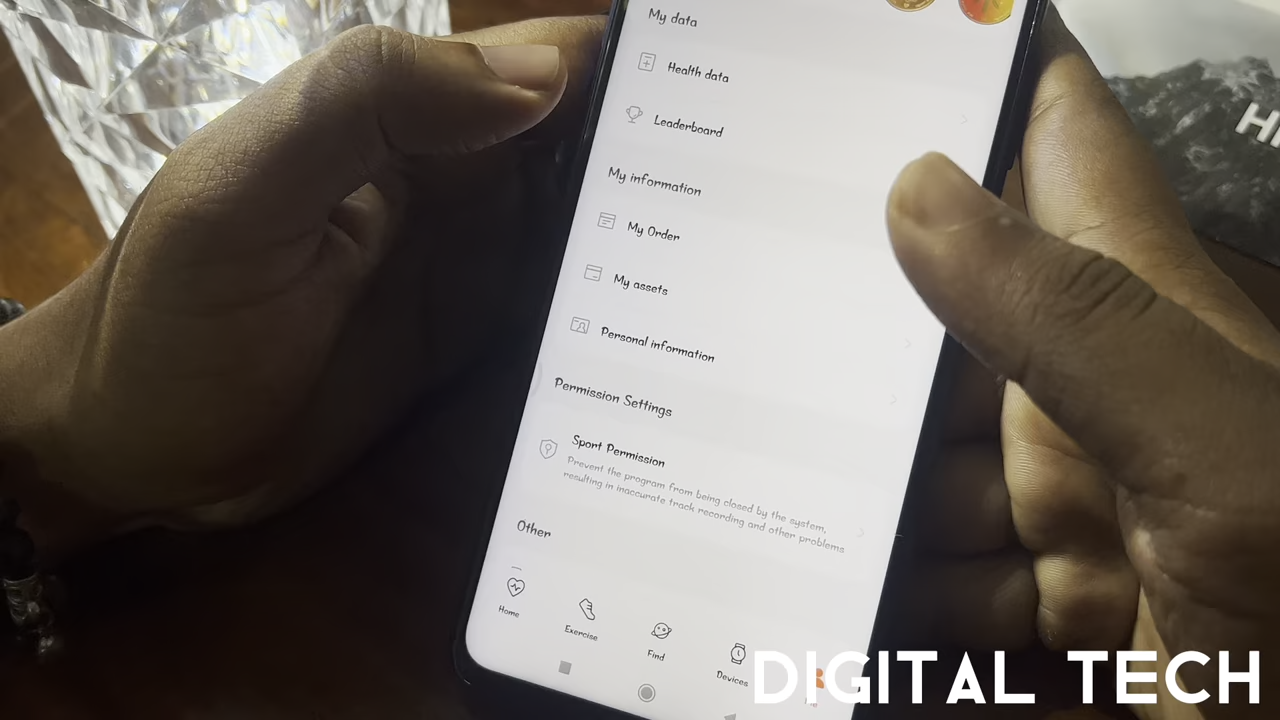 My data
Health data
Leaderboard
My information
My Order
My assets
Personal information
Permission Settings
Sport Permission
Prevent the program from being closed by the system,
resulting in inaccurate track recording and other problems
Other
Home
Exercise
Find
Devices
DIGITAL TECH